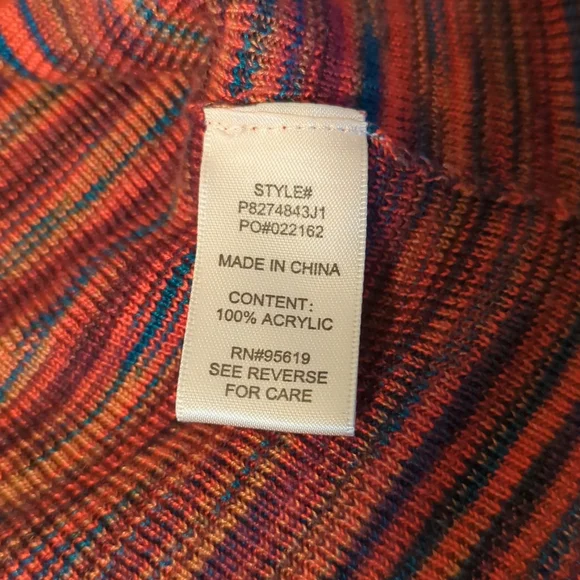 STYLE#
P8274843J1
PO#022162
MADE IN CHINA
CONTENT:
100% ACRYLIC
RN#95619
SEE REVERSE
FOR CARE